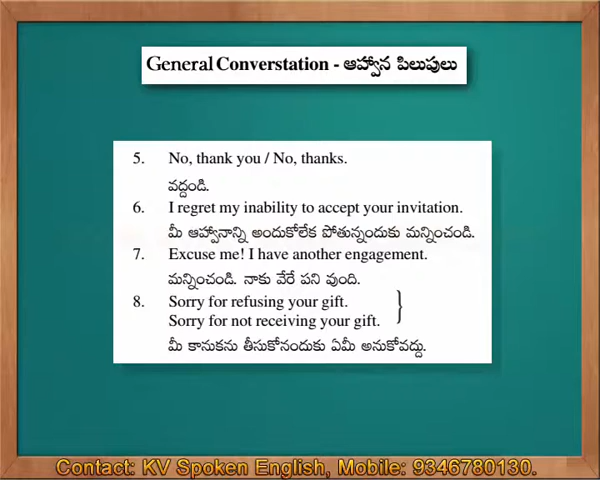 General Converstation - ఆహ్వాన పిలుపులు
5. No, thank you / No, thanks.
వద్దండి.
6. I regret my inability to accept your invitation.
మీ ఆహ్వానాన్ని అందుకోలేక పోతున్నందుకు మన్నించండి.
7. Excuse me! I have another engagement.
మన్నించండి. నాకు వేరే పని వుంది.
8. Sorry for refusing your gift. }
Sorry for not receiving your gift.
మీ కానుకను తీసుకోనందుకు ఏమీ అనుకోవద్దు.
Contact: KV Spoken English, Mobile: 9346780130.